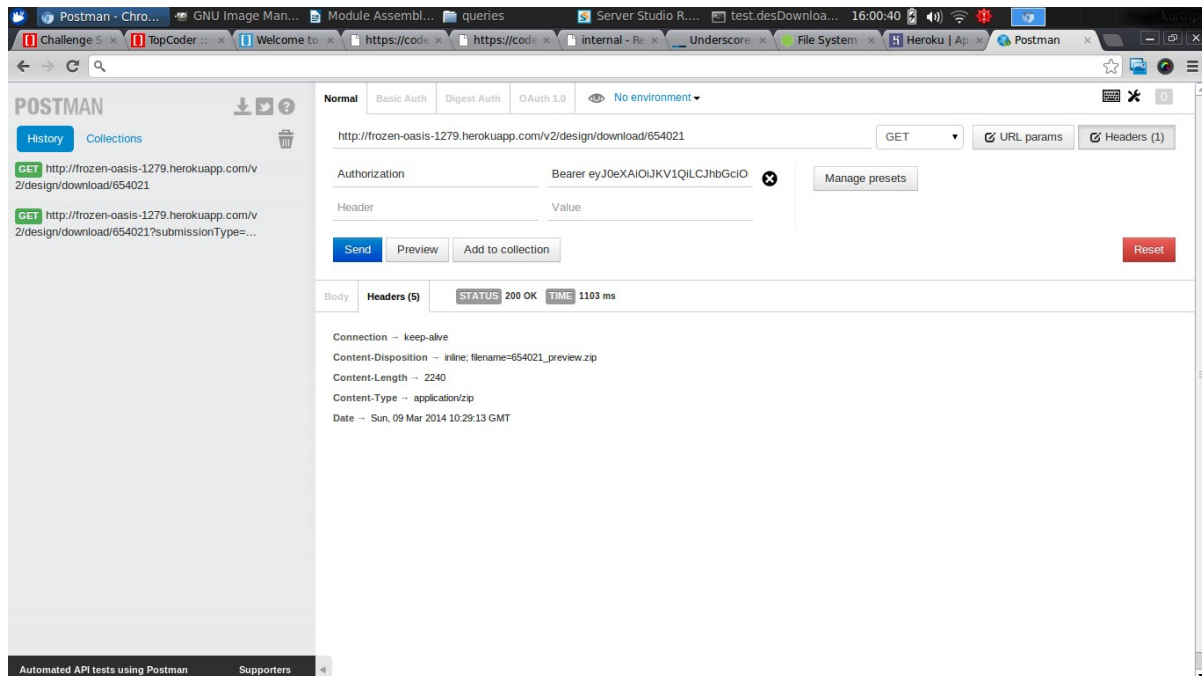 Postman - Chro... GNU Image Man... Module Assembl... queries Server Studio R.... test.desDownloa... 16:00:40
Challenge S TopCoder :: Welcome to https://code https://code internal - Re Underscore. File System Heroku | Ap Postman
POSTMAN
Normal Basic Auth Digest Auth OAuth 1.0 No environment 0
History Collections
http://frozen-oasis-1279.herokuapp.com/v2/design/download/654021 GET URL params Headers (1)
GET http://frozen-oasis-1279.herokuapp.com/v
2/design/download/654021
Authorization Bearer eyJ0eXAiOiJKV1QiLCJhbGciO Manage presets
Header Value
GET http://frozen-oasis-1279.herokuapp.com/v
2/design/download/654021?submissionType=...
Send Preview Add to collection Reset
Body Headers (5) STATUS 200 OK TIME 1103 ms
Connection → keep-alive
Content-Disposition → inline; filename=654021_preview.zip
Content-Length → 2240
Content-Type → application/zip
Date → Sun, 09 Mar 2014 10:29:13 GMT
Automated API tests using Postman Supporters